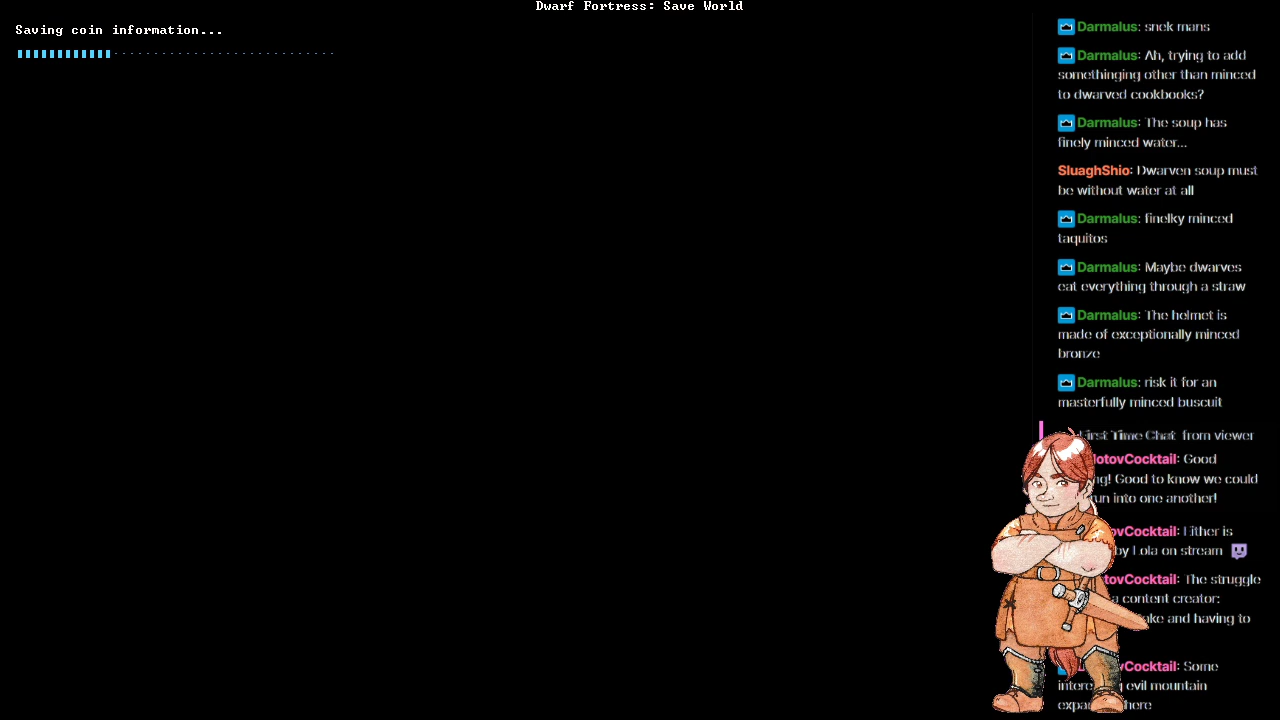 Dwarf Fortress: Save World
Saving coin information...
Darmalus: snek mans
Darmalus: Ah, trying to add
somethinging other than minced
to dwarved cookbooks?
Darmalus: The soup has
finely minced water...
SluaghShio: Dwarven soup must
be without water at all
Darmalus: finelky minced
taquitos
Darmalus: Maybe dwarves
eat everything through a straw
Darmalus: The helmet is
made of exceptionally minced
bronze
Darmalus: risk it for an
masterfully minced buscuit
First Time Chat from viewer
Good
Good to know we could
run into one another!
is
by Lola on stream
The struggle
a content creator:
and having to
Some
evil mountain
here